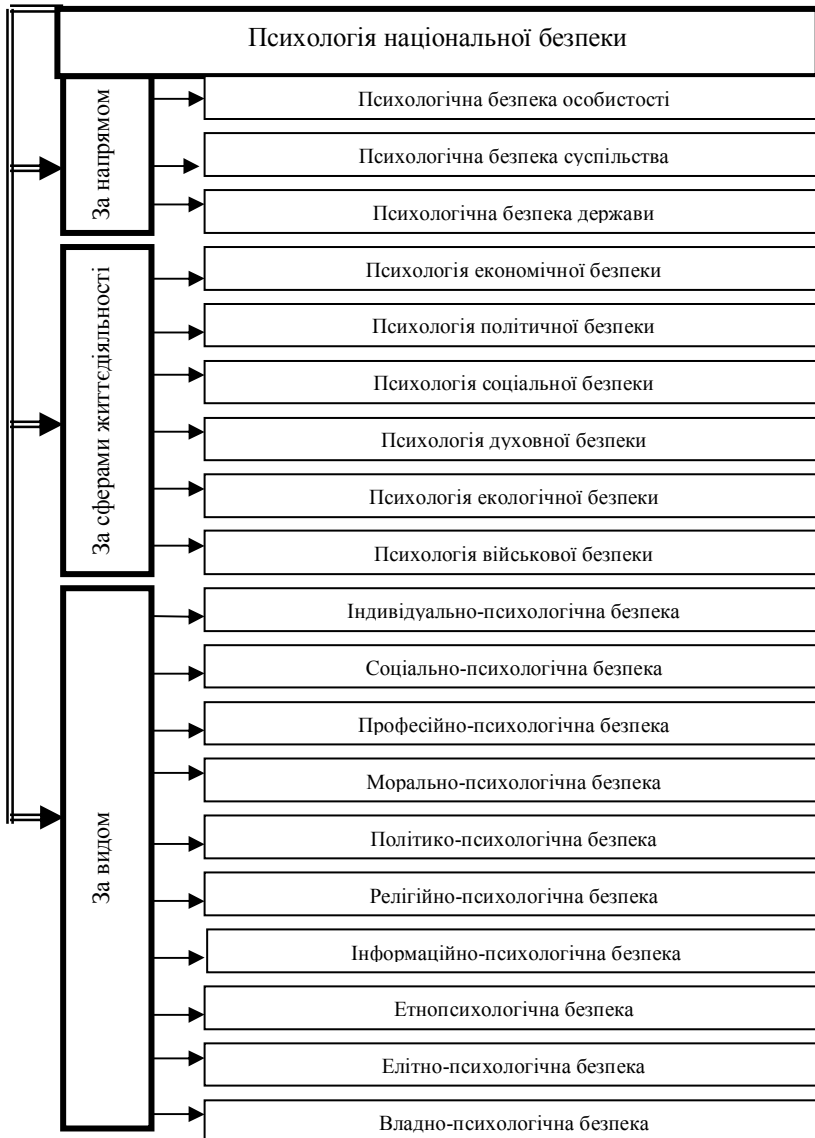 Психологія національної безпеки
За напрямом
Психологічна безпека особистості
Психологічна безпека суспільства
Психологічна безпека держави
За сферами життєдіяльності
Психологія економічної безпеки
Психологія політичної безпеки
Психологія соціальної безпеки
Психологія духовної безпеки
Психологія екологічної безпеки
Психологія військової безпеки
За видом
Індивідуально-психологічна безпека
Соціально-психологічна безпека
Професійно-психологічна безпека
Морально-психологічна безпека
Політико-психологічна безпека
Релігійно-психологічна безпека
Інформаційно-психологічна безпека
Етнопсихологічна безпека
Елітно-психологічна безпека
Владно-психологічна безпека